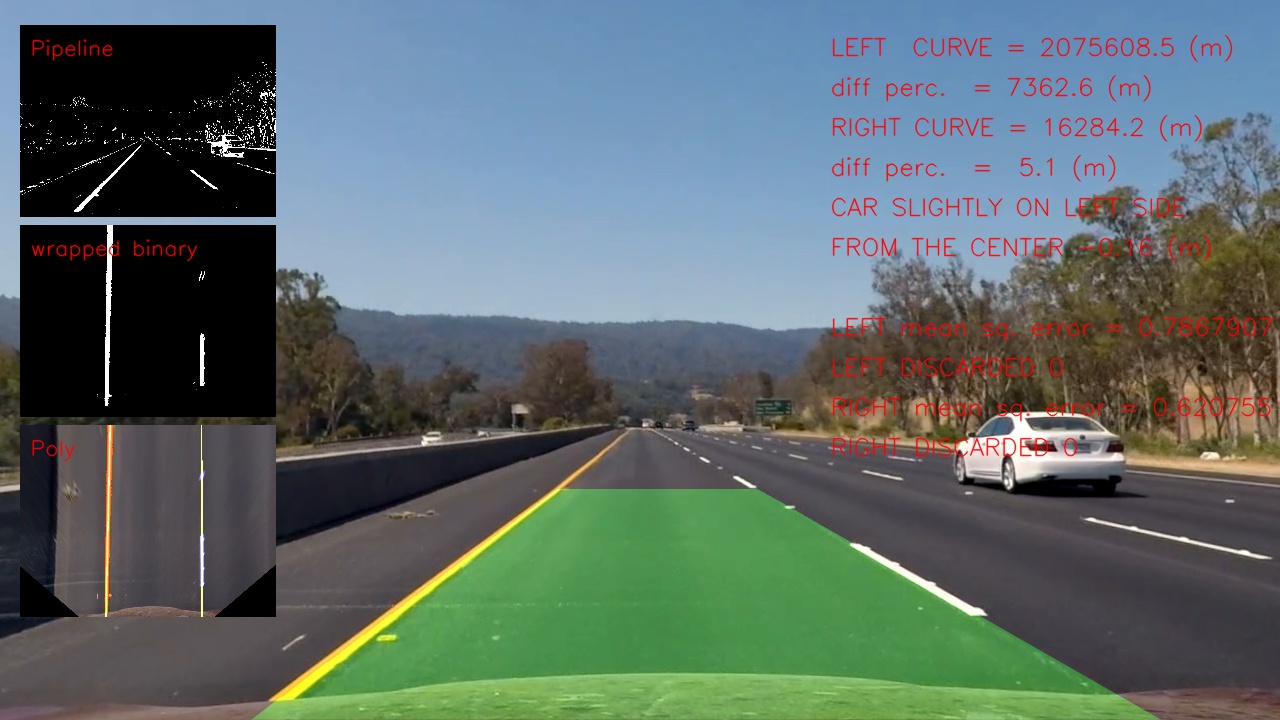 Pipeline
wrapped binary
Poly
LEFT CURVE = 2075608.5 (m)
diff perc. = 7362.6 (m)
RIGHT CURVE = 16284.2 (m)
diff perc. = 5.1 (m)
CAR SLIGHTLY ON LEFT SIDE
FROM THE CENTER -0.16 (m)
LEFT mean sq. error = 0.7867907
LEFT DISCARDED 0
RIGHT mean sq. error = 0.620755
RIGHT DISCARDED 0